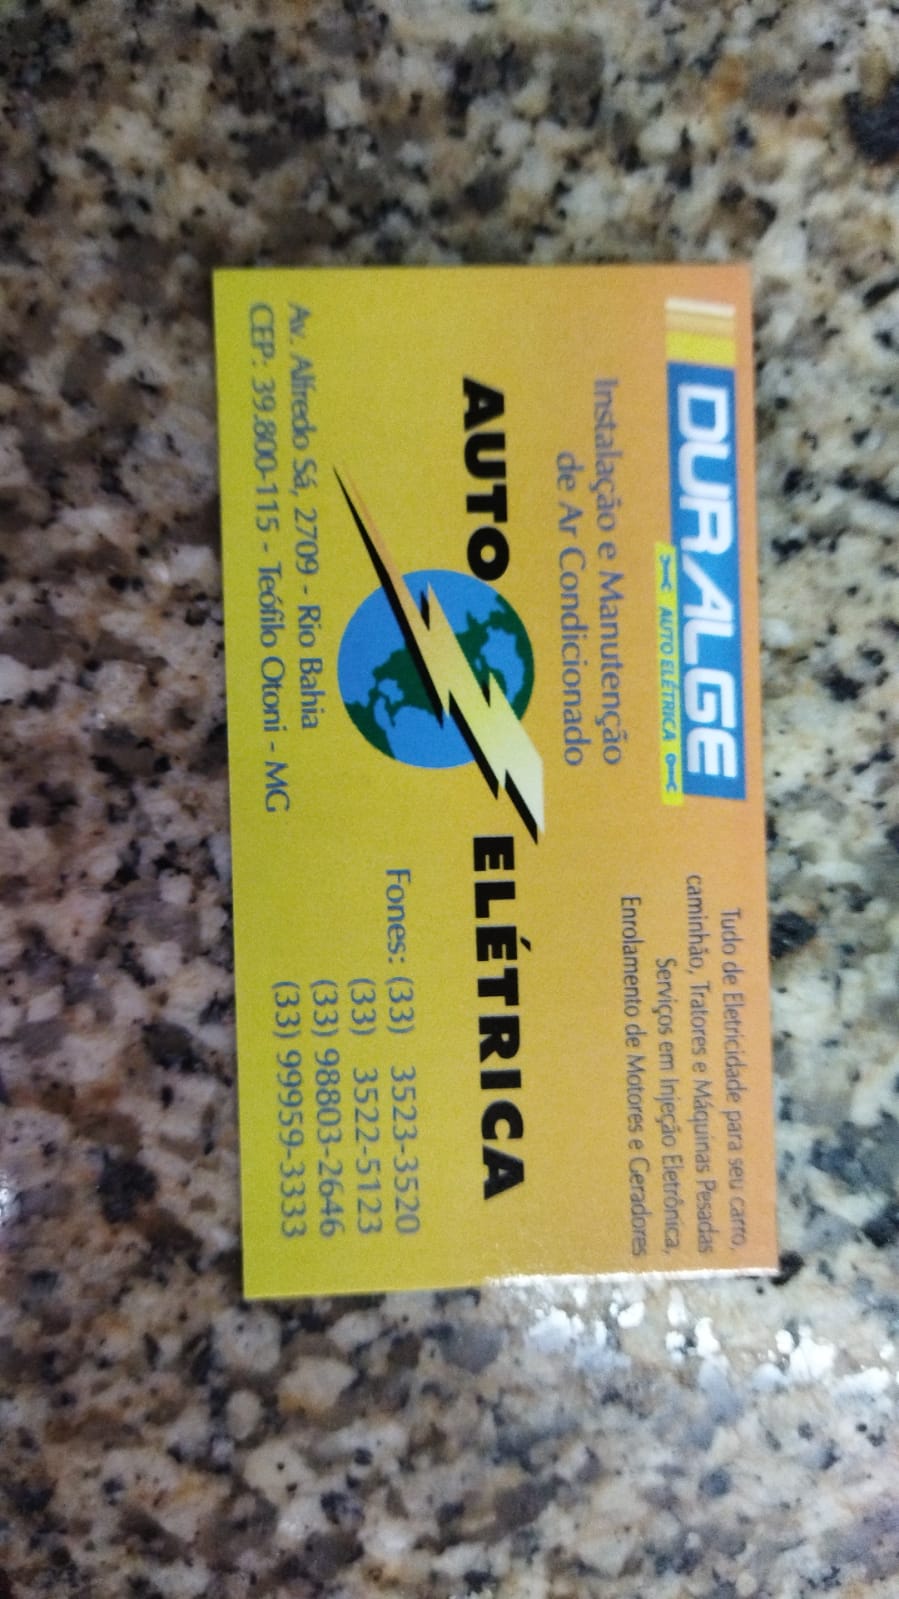 DURALGE
AUTO ELÉTRICA
Tudo de Eletricidade para seu carro,
caminhão, Tratores e Máquinas Pesadas
Serviços em Injeção Eletrônica,
Enrolamento de Motores e Geradores
Instalação e Manutenção
de Ar Condicionado
AUTO ELÉTRICA
Fones: (33) 3523-3520
(33) 3522-5123
(33) 98803-2646
(33) 99959-3333
Av. Alfredo Sá, 2709 - Rio Bahia
CEP: 39.800-115 - Teófilo Otoni - MG